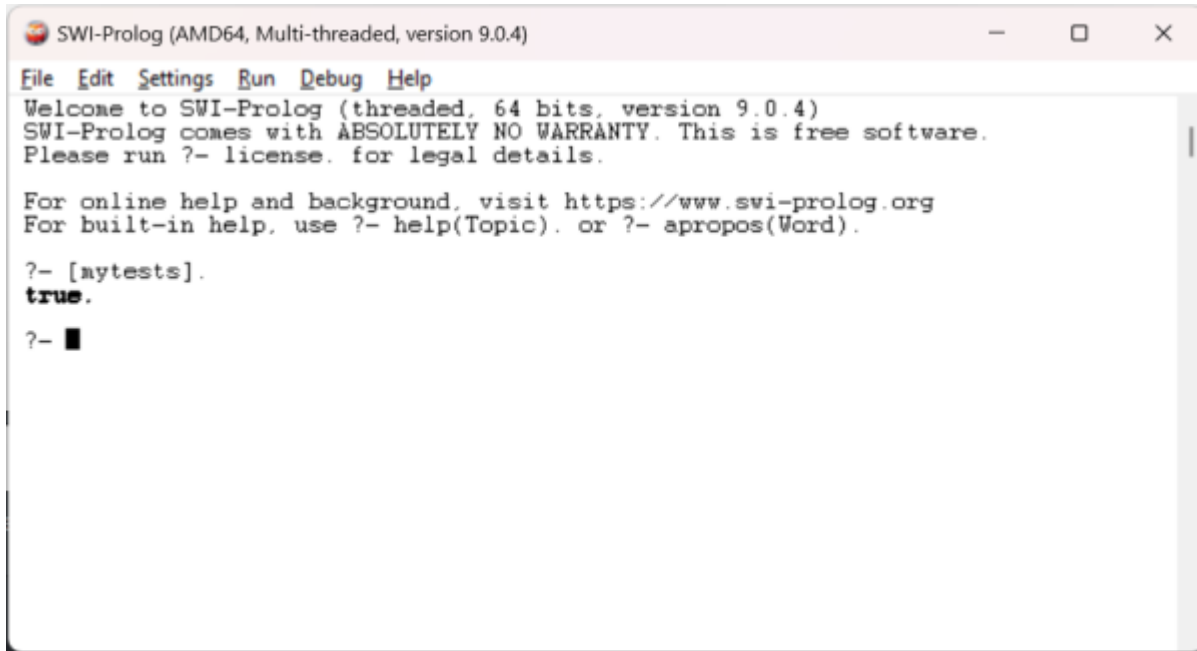 SWI-Prolog (AMD64, Multi-threaded, version 9.0.4)
File Edit Settings Run Debug Help
Welcome to SWI-Prolog (threaded, 64 bits, version 9.0.4)
SWI-Prolog comes with ABSOLUTELY NO WARRANTY. This is free software.
Please run ?- license. for legal details.
For online help and background, visit https://www.swi-prolog.org
For built-in help, use ?- help(Topic). or ?- apropos(Word).
?- [mytests].
true.
?-